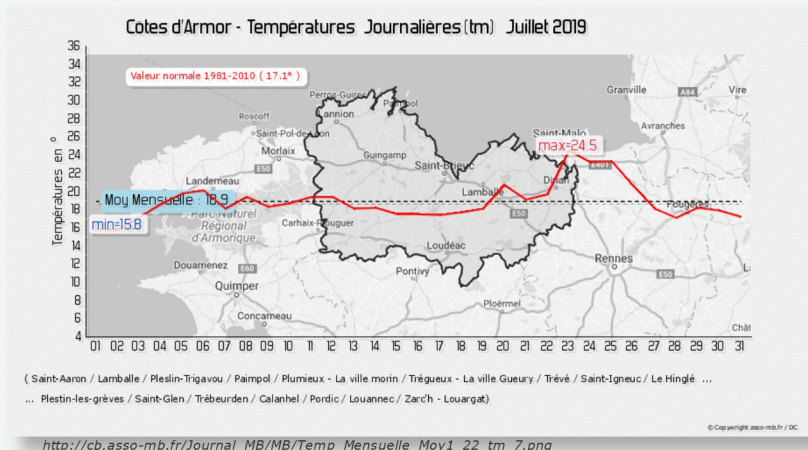 Côtes d'Armor - Températures Journalières (tm) Juillet 2019
36
34
32
30
28
26
24
22
20
18
16
14
12
10
8
6
4
Températures en °
Valeur normale 1981-2010 ( 17.1° )
Perros-Guirec
Lannion
Paimpol
Roscoff
Saint-Pol-de-Léon
Morlaix
E50
Landerneau
Guingamp
Saint-Brieuc
Lamballe
Saint-Malo
max=24.5
Dinan
E401
Granville
A84
Vire
Avranches
Fougères
Moy Mensuelle : 18.9
min=15.8
Parc Naturel
Régional
d'Armorique
Carhaix-Plouguer
E50
Loudéac
Rennes
E50
Douarnenez
E60
Quimper
Concarneau
Pontivy
Ploërmel
01 02 03 04 05 06 07 08 09 10 11 12 13 14 15 16 17 18 19 20 21 22 23 24 25 26 27 28 29 30 31
( Saint-Aaron / Lamballe / Pleslin-Trigavou / Paimpol / Plumieux - La ville morin / Trégueux - La ville Gueury / Trévé / Saint-Igneuc / Le Hinglé ...
... Plestin-les-grèves / Saint-Glen / Trébeurden / Calanhel / Pordic / Louannec / Zarc'h - Louargat)
©Copywright asso-mb.fr / DC
http://cb.asso-mb.fr/Journal_MB/MB/Temp_Mensuelle_Moy1_22_tm_7.png